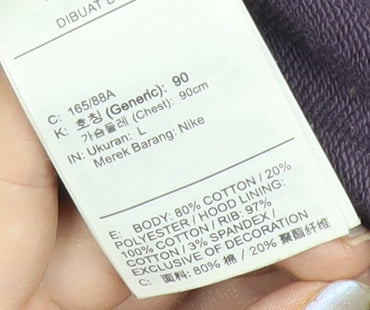 DIBUAT D
C: 165/88A
K: 호칭 (Generic): 90
가슴둘레 (Chest): 90cm
IN: Ukuran: L
Merek Barang: Nike
E: BODY: 80% COTTON / 20%
POLYESTER / HOOD LINING:
100% COTTON / RIB: 97%
COTTON / 3% SPANDEX /
EXCLUSIVE OF DECORATION
C: 面料: 80% 棉 / 20% 聚酯纤维